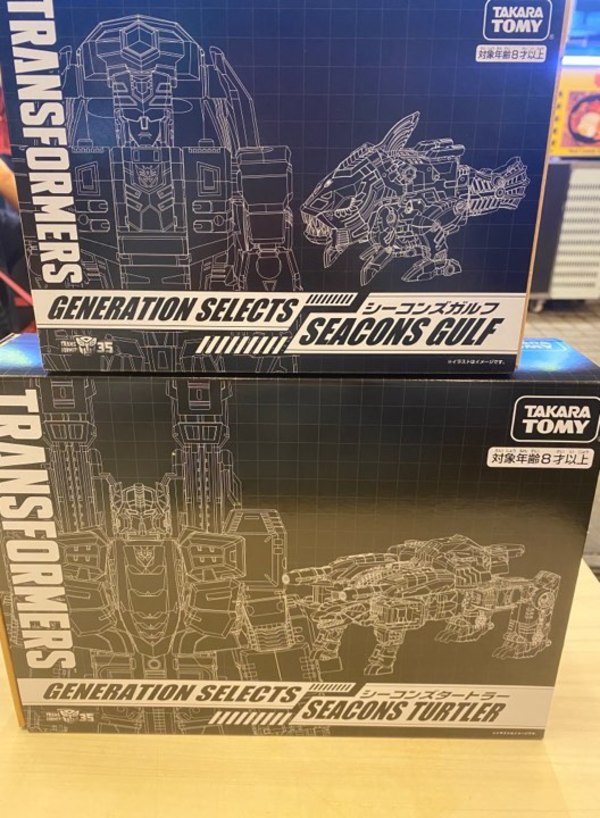 TRANSFORMERS
TAKARA
TOMY
対象年齢8才以上
GENERATION SELECTS
シーコンズガルフ
SEACONS GULF
35
※イラストはイメージです。
TRANSFORMERS
TAKARA
TOMY
対象年齢8才以上
GENERATION SELECTS
シーコンズタートラー
SEACONS TURTLER
35
※イラストはイメージです。